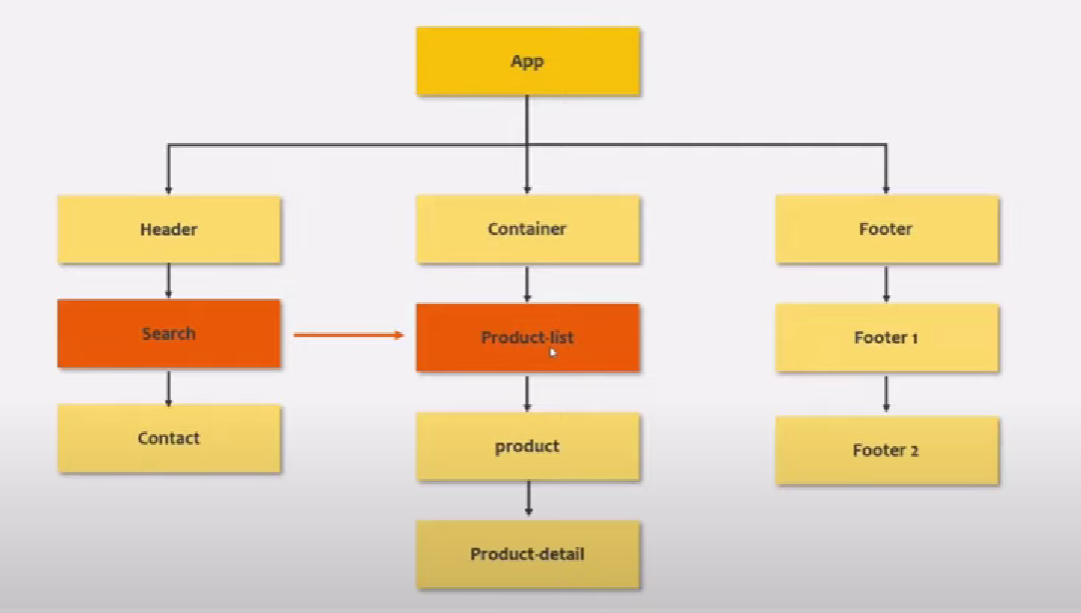 App
Header
Container
Footer
Search
Product-list
Footer 1
Contact
product
Footer 2
Product-detail